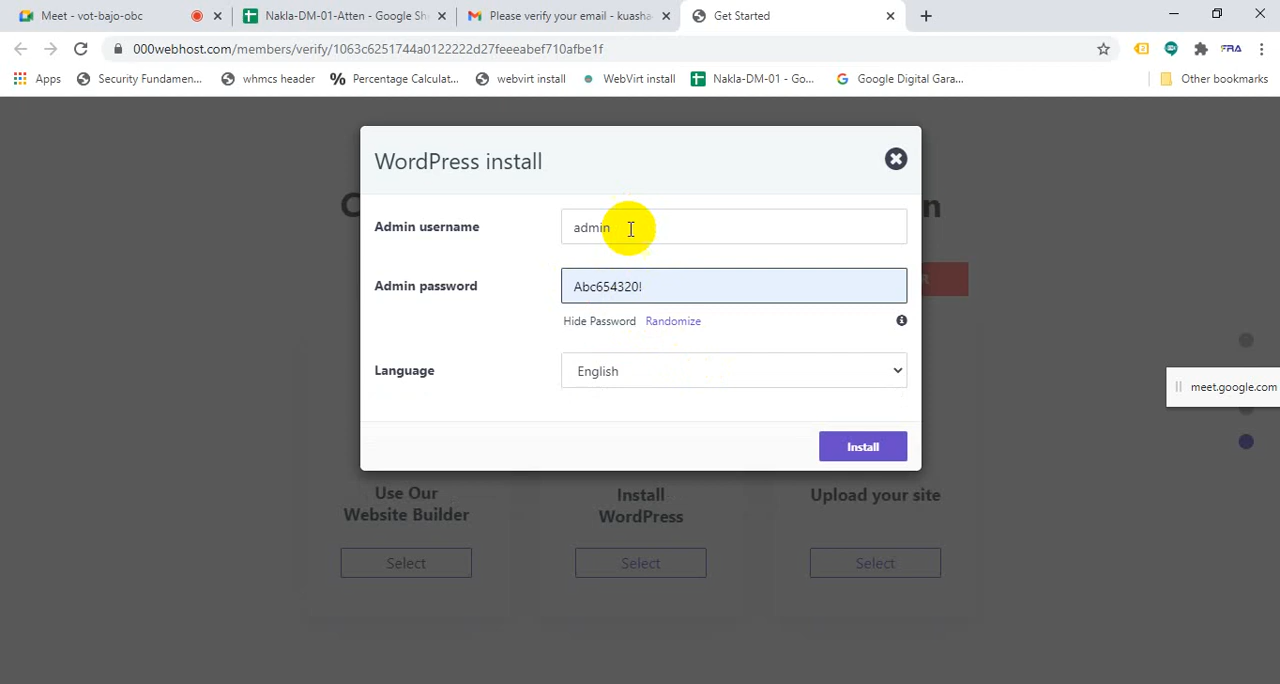 Meet - vot-bajo-obc
Nakla-DM-01-Atten - Google Sh
Please verify your email - kuasha
Get Started
000webhost.com/members/verify/1063c6251744a0122222d27feeeabef710afbe1f
Apps
Security Fundamen...
whmcs header
Percentage Calculat...
webvirt install
WebVirt install
Nakla-DM-01 - Go...
Google Digital Gara...
Other bookmarks
WordPress install
Admin username
admin
Admin password
Abc654320!
Hide Password
Randomize
Language
English
meet.google.com
Install
Use Our
Website Builder
Install
WordPress
Upload your site
Select
Select
Select